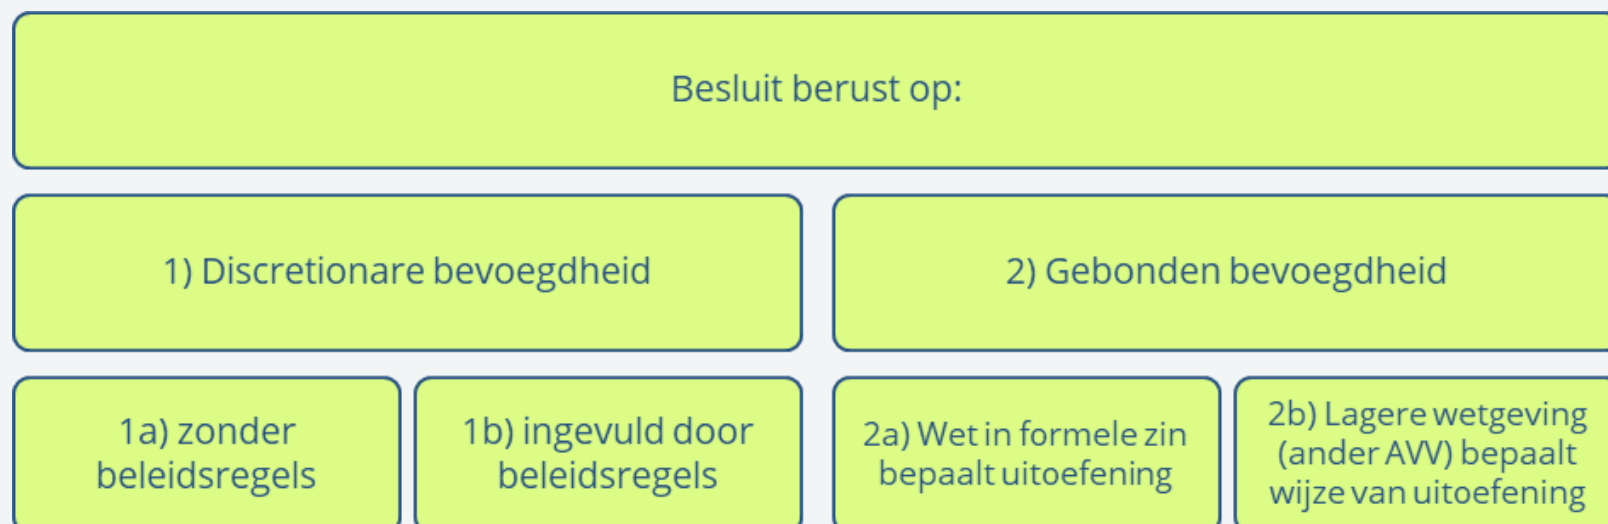 Besluit berust op:
1) Discretionare bevoegdheid
2) Gebonden bevoegdheid
1a) zonder
beleidsregels
1b) ingevuld door
beleidsregels
2a) Wet in formele zin
bepaalt uitoefening
2b) Lagere wetgeving
(ander AVV) bepaalt
wijze van uitoefening